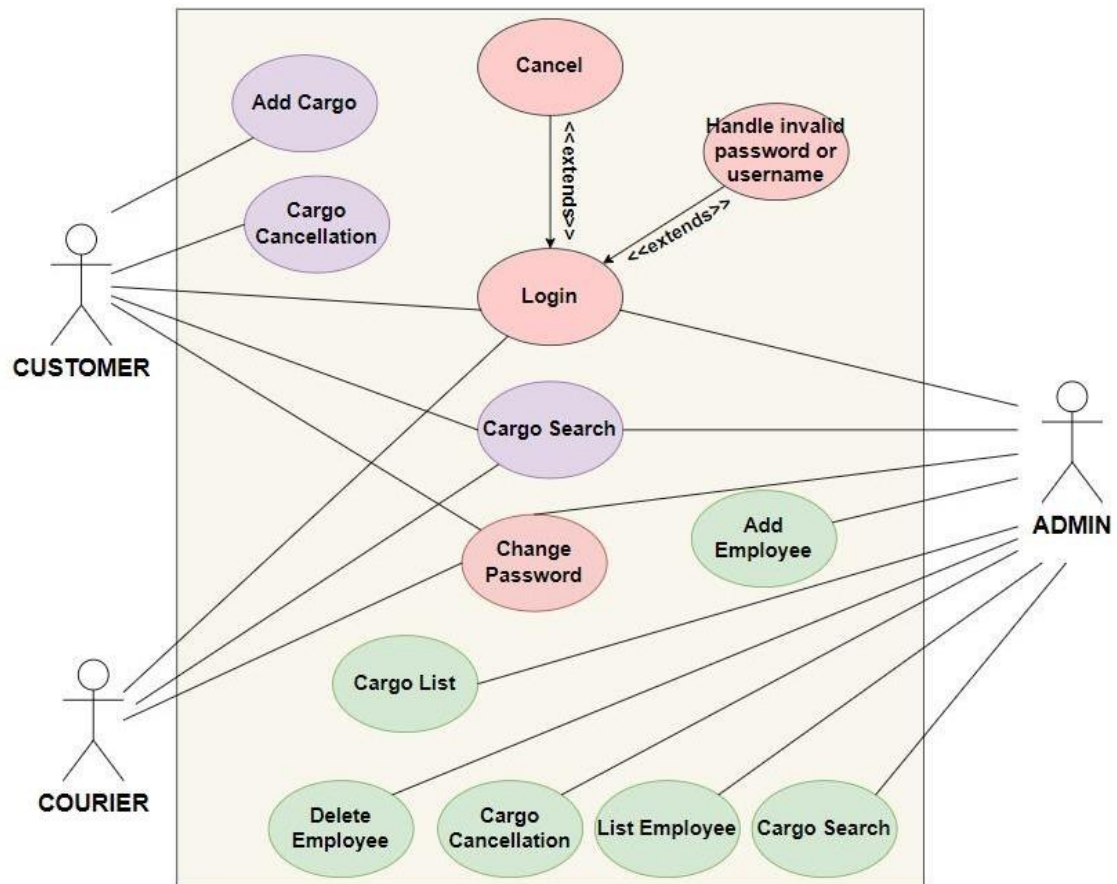 Cancel
Add Cargo
Handle invalid
password or
username
<<extends>>
<<extends>>
Cargo
Cancellation
Login
CUSTOMER
Cargo Search
Add
Employee
ADMIN
Change
Password
Cargo List
COURIER
Delete
Employee
Cargo
Cancellation
List Employee
Cargo Search